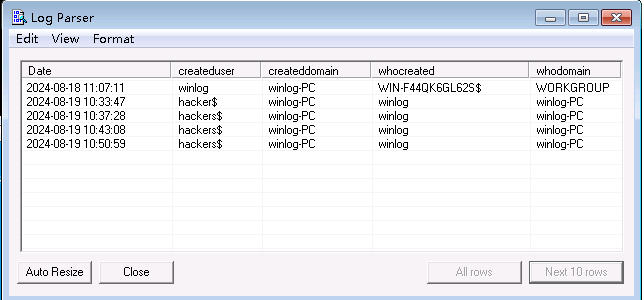 Log Parser
Edit View Format
Date createduser createddomain whocreated whodomain
2024-08-18 11:07:11 winlog winlog-PC WIN-F44QK6GL62S$ WORKGROUP
2024-08-19 10:33:47 hacker$ winlog-PC winlog winlog-PC
2024-08-19 10:37:28 hackers$ winlog-PC winlog winlog-PC
2024-08-19 10:43:08 hackers$ winlog-PC winlog winlog-PC
2024-08-19 10:50:59 hackers$ winlog-PC winlog winlog-PC
Auto Resize Close All rows Next 10 rows